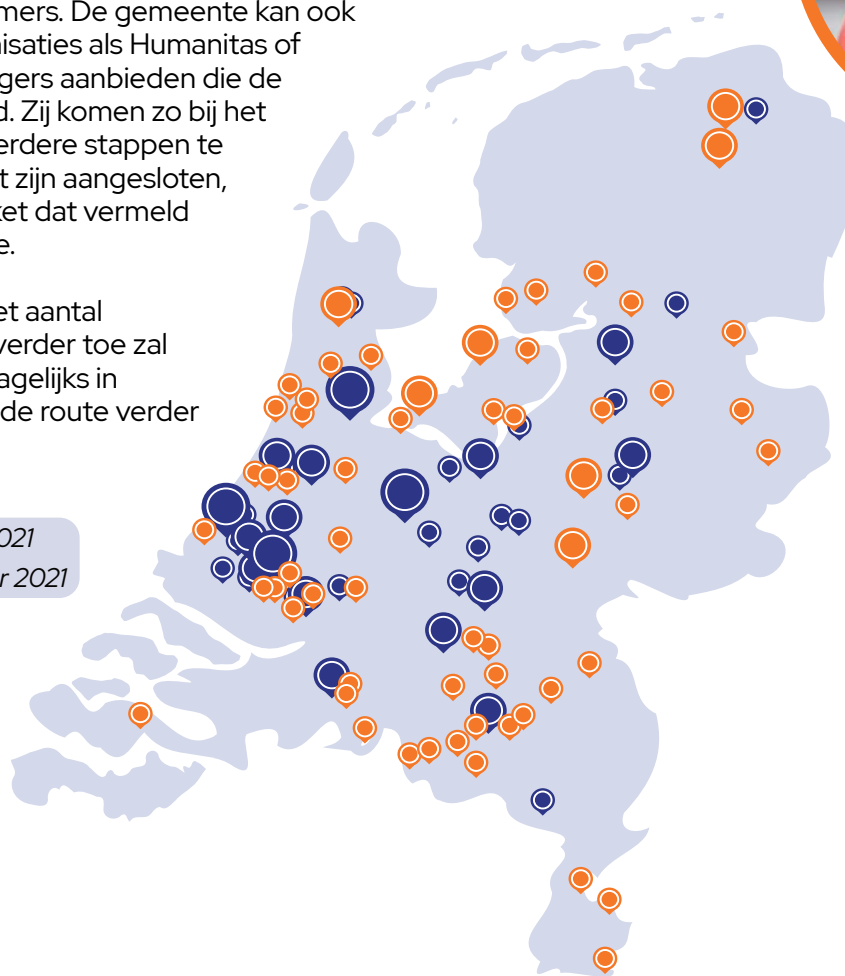 mers. De gemeente kan ook
isaties als Humanitas of
gers aanbieden die de
d. Zij komen zo bij het
erdere stappen te
t zijn aangesloten,
ket dat vermeld
e.
et aantal
verder toe zal
agelijks in
de route verder
021
r 2021